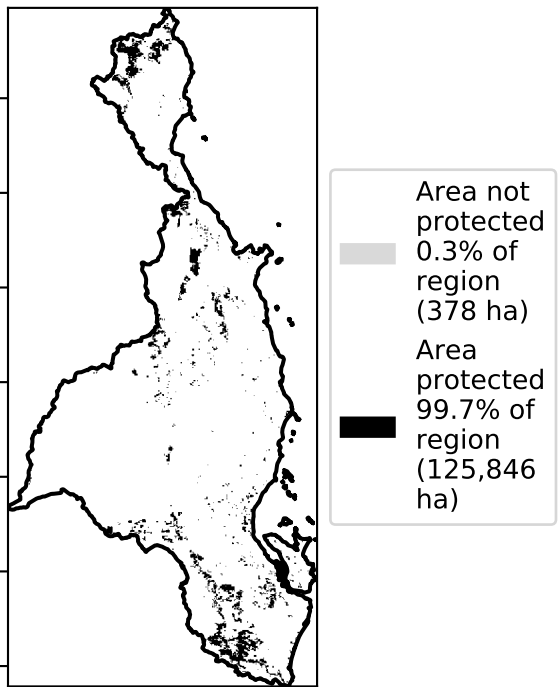 Area not
protected
0.3% of
region
(378 ha)
Area
protected
99.7% of
region
(125,846
ha)